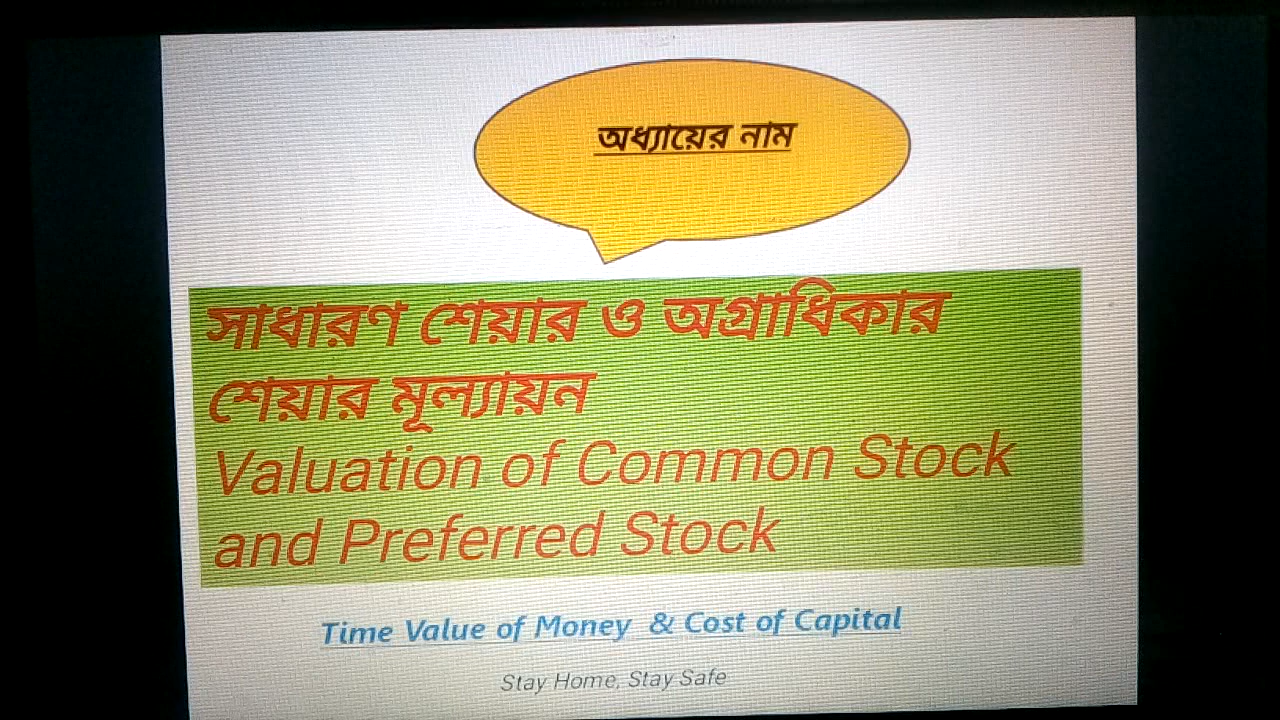 অধ্যায়ের নাম
সাধারণ শেয়ার ও অগ্রাধিকার
শেয়ার মূল্যায়ন
Valuation of Common Stock
and Preferred Stock
Time Value of Money & Cost of Capital
Stay Home, Stay Safe